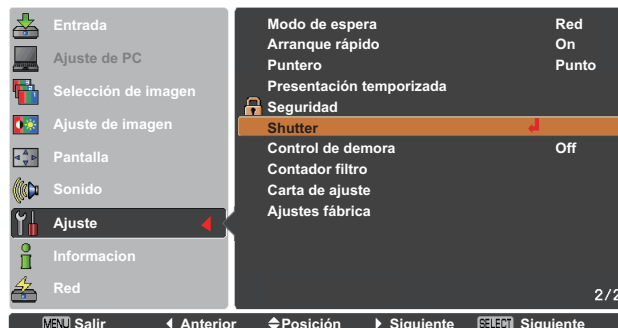 Entrada
Ajuste de PC
Selección de imagen
Ajuste de imagen
Pantalla
Sonido
Ajuste
Informacion
Red
Modo de espera Red
Arranque rápido On
Puntero Punto
Presentación temporizada
Seguridad
Shutter
Control de demora Off
Contador filtro
Carta de ajuste
Ajustes fábrica
2/2
MENU Salir Anterior Posición Siguiente SELECT Siguiente